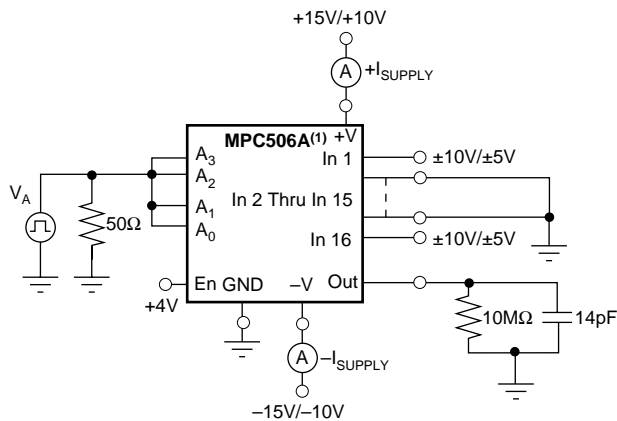 +15V/+10V
A
+I_SUPPLY
MPC506A(1)
+V
A3
A2
A1
A0
In 1
In 2 Thru In 15
In 16
±10V/±5V
±10V/±5V
VA
50Ω
En
GND
–V
Out
+4V
10MΩ
14pF
A
–I_SUPPLY
–15V/–10V